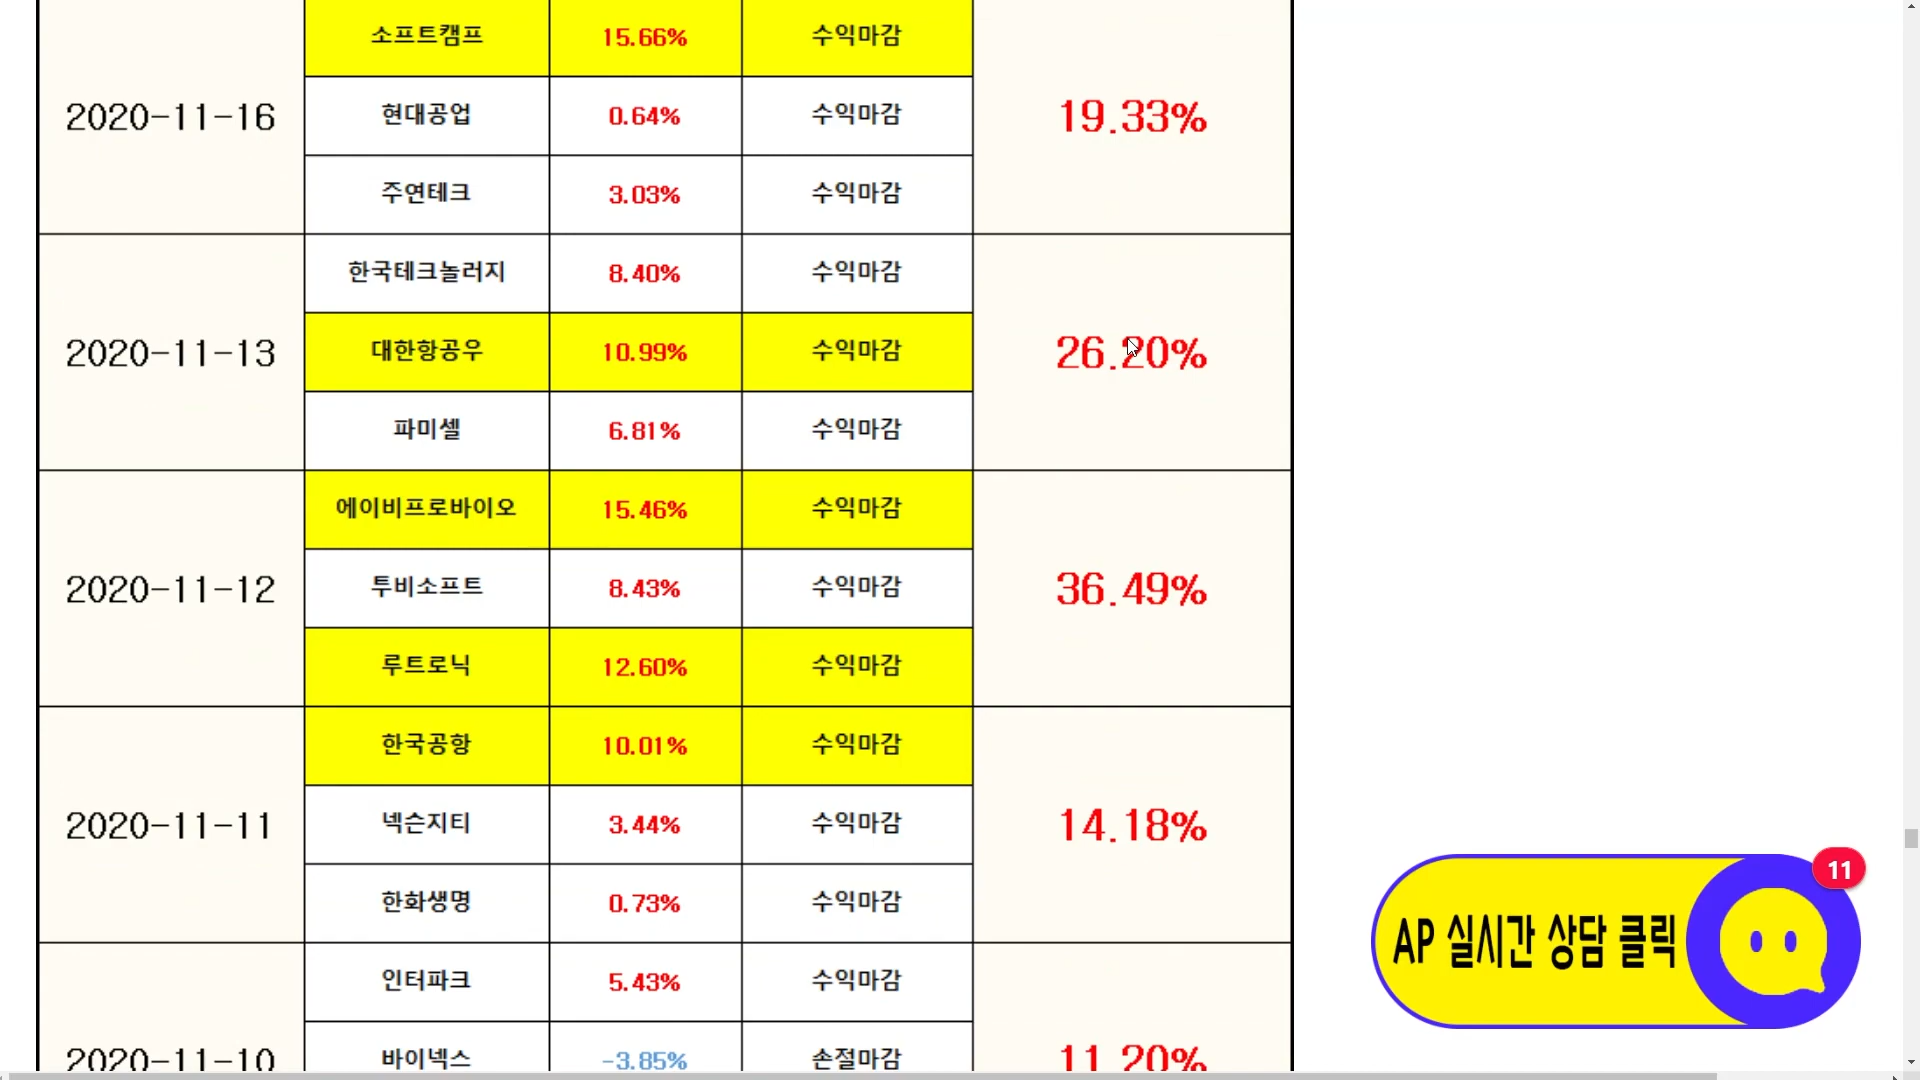 소프트캠프 15.66% 수익마감
2020-11-16 현대공업 0.64% 수익마감 19.33%
주연테크 3.03% 수익마감
한국테크놀러지 8.40% 수익마감
2020-11-13 대한항공우 10.99% 수익마감 26.20%
파미셀 6.81% 수익마감
에이비프로바이오 15.46% 수익마감
2020-11-12 투비소프트 8.43% 수익마감 36.49%
루트로닉 12.60% 수익마감
한국공항 10.01% 수익마감
2020-11-11 넥슨지티 3.44% 수익마감 14.18%
한화생명 0.73% 수익마감
인터파크 5.43% 수익마감
2020-11-10 바이넥스 -3.85% 손절마감 11.20%
11
AP 실시간 상담 클릭